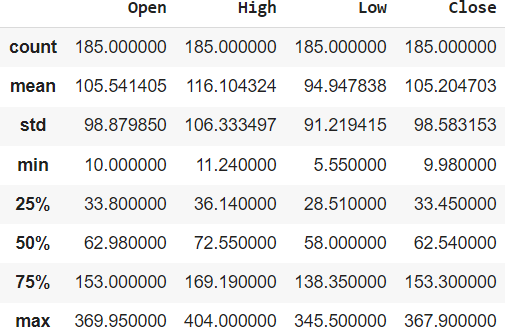 Open High Low Close
count 185.000000 185.000000 185.000000 185.000000
mean 105.541405 116.104324 94.947838 105.204703
std 98.879850 106.333497 91.219415 98.583153
min 10.000000 11.240000 5.550000 9.980000
25% 33.800000 36.140000 28.510000 33.450000
50% 62.980000 72.550000 58.000000 62.540000
75% 153.000000 169.190000 138.350000 153.300000
max 369.950000 404.000000 345.500000 367.900000